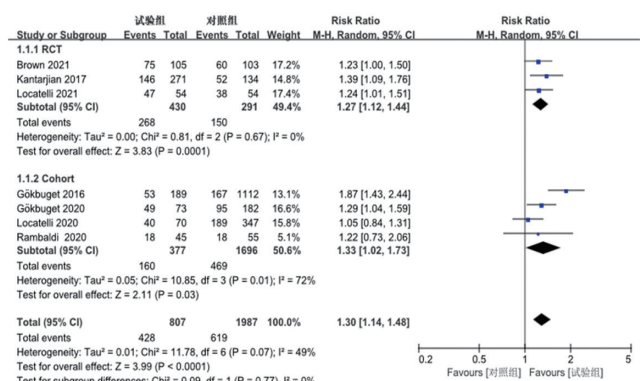 试验组 对照组 Risk Ratio Risk Ratio
Study or Subgroup Events Total Events Total Weight M-H, Random, 95% CI M-H, Random, 95% CI
1.1.1 RCT
Brown 2021 75 105 60 103 17.2% 1.23 [1.00, 1.50]
Kantarjian 2017 146 271 52 134 14.8% 1.39 [1.09, 1.76]
Locatelli 2021 47 54 38 54 17.4% 1.24 [1.01, 1.51]
Subtotal (95% CI) 430 291 49.4% 1.27 [1.12, 1.44]
Total events 268 150
Heterogeneity: Tau² = 0.00; Chi² = 0.81, df = 2 (P = 0.67); I² = 0%
Test for overall effect: Z = 3.83 (P = 0.0001)
1.1.2 Cohort
Gökbuget 2016 53 189 167 1112 13.1% 1.87 [1.43, 2.44]
Gökbuget 2020 49 73 95 182 16.6% 1.29 [1.04, 1.59]
Locatelli 2020 40 70 189 347 15.8% 1.05 [0.84, 1.31]
Rambaldi 2020 18 45 18 55 5.1% 1.22 [0.73, 2.06]
Subtotal (95% CI) 377 1696 50.6% 1.33 [1.02, 1.73]
Total events 160 469
Heterogeneity: Tau² = 0.05; Chi² = 10.85, df = 3 (P = 0.01); I² = 72%
Test for overall effect: Z = 2.11 (P = 0.03)
Total (95% CI) 807 1987 100.0% 1.30 [1.14, 1.48]
Total events 428 619
Heterogeneity: Tau² = 0.01; Chi² = 11.78, df = 6 (P = 0.07); I² = 49%
Test for overall effect: Z = 3.99 (P < 0.0001)
Test for subgroup differences: Chi² = 0.09, df = 1 (P = 0.77), I² = 0%
0.2 0.5 1 2 5
Favours [对照组] Favours [试验组]